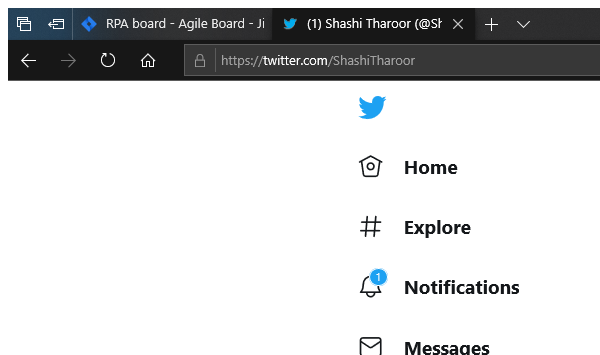 RPA board - Agile Board - Ji
(1) Shashi Tharoor (@Sh
https://twitter.com/ShashiTharoor
Home
Explore
1
Notifications
Messages